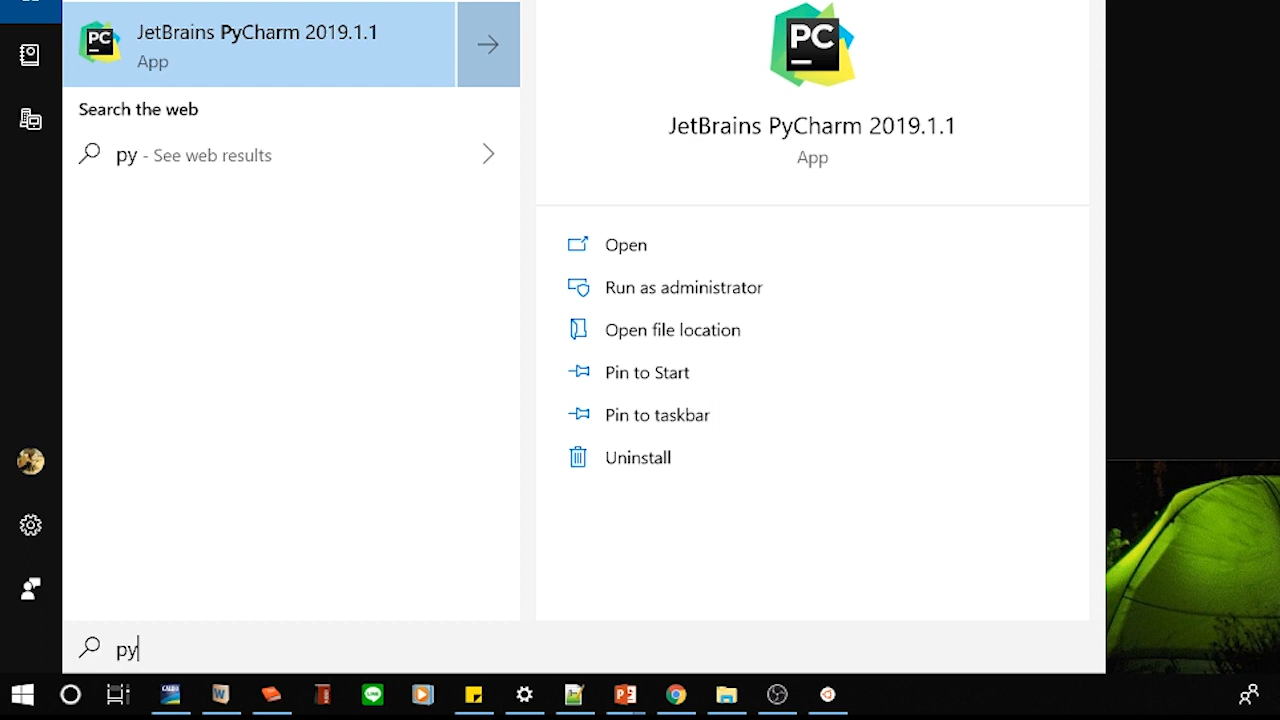 PC
JetBrains PyCharm 2019.1.1
App
Search the web
py - See web results
PC
JetBrains PyCharm 2019.1.1
App
Open
Run as administrator
Open file location
Pin to Start
Pin to taskbar
Uninstall
py